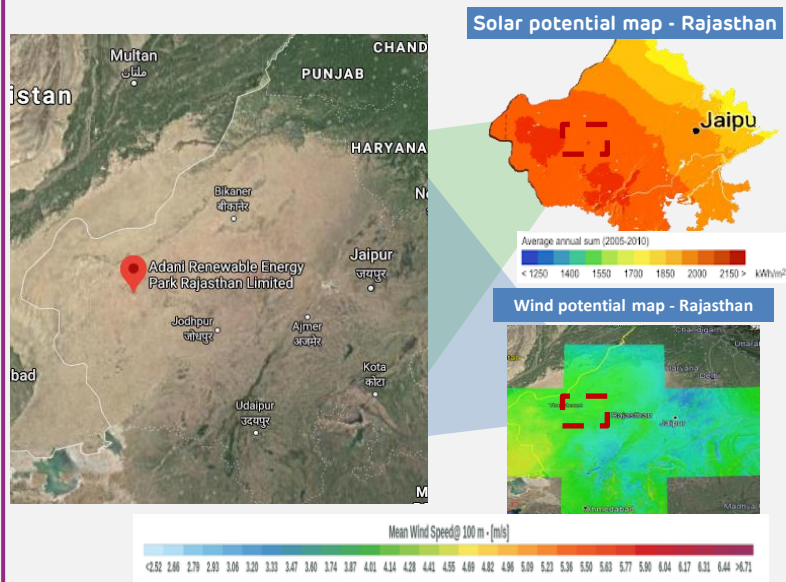 Solar potential map - Rajasthan
Multan
ملتان
CHAND
PUNJAB
istan
HARYANA
Bikaner
बीकानेर
Adani Renewable Energy
Park Rajasthan Limited
Jaipur
जयपुर
Jodhpur
जोधपुर
Ajmer
अजमेर
Kota
कोटा
bad
Udaipur
उदयपुर
M
Jaipu
Average annual sum (2005-2010)
< 1250 1400 1550 1700 1850 2000 2150 > kWh/m²
Wind potential map - Rajasthan
Chandigarh
Uttara
Haryana
Delhi
Rajasthan
Jaipur
Ahmedabad
Madhya
Mean Wind Speed@ 100 m - [m/s]
<2.52 2.66 2.79 2.93 3.06 3.20 3.33 3.47 3.60 3.74 3.87 4.01 4.14 4.28 4.41 4.55 4.69 4.82 4.96 5.09 5.23 5.36 5.50 5.63 5.77 5.90 6.04 6.17 6.31 6.44 >6.71